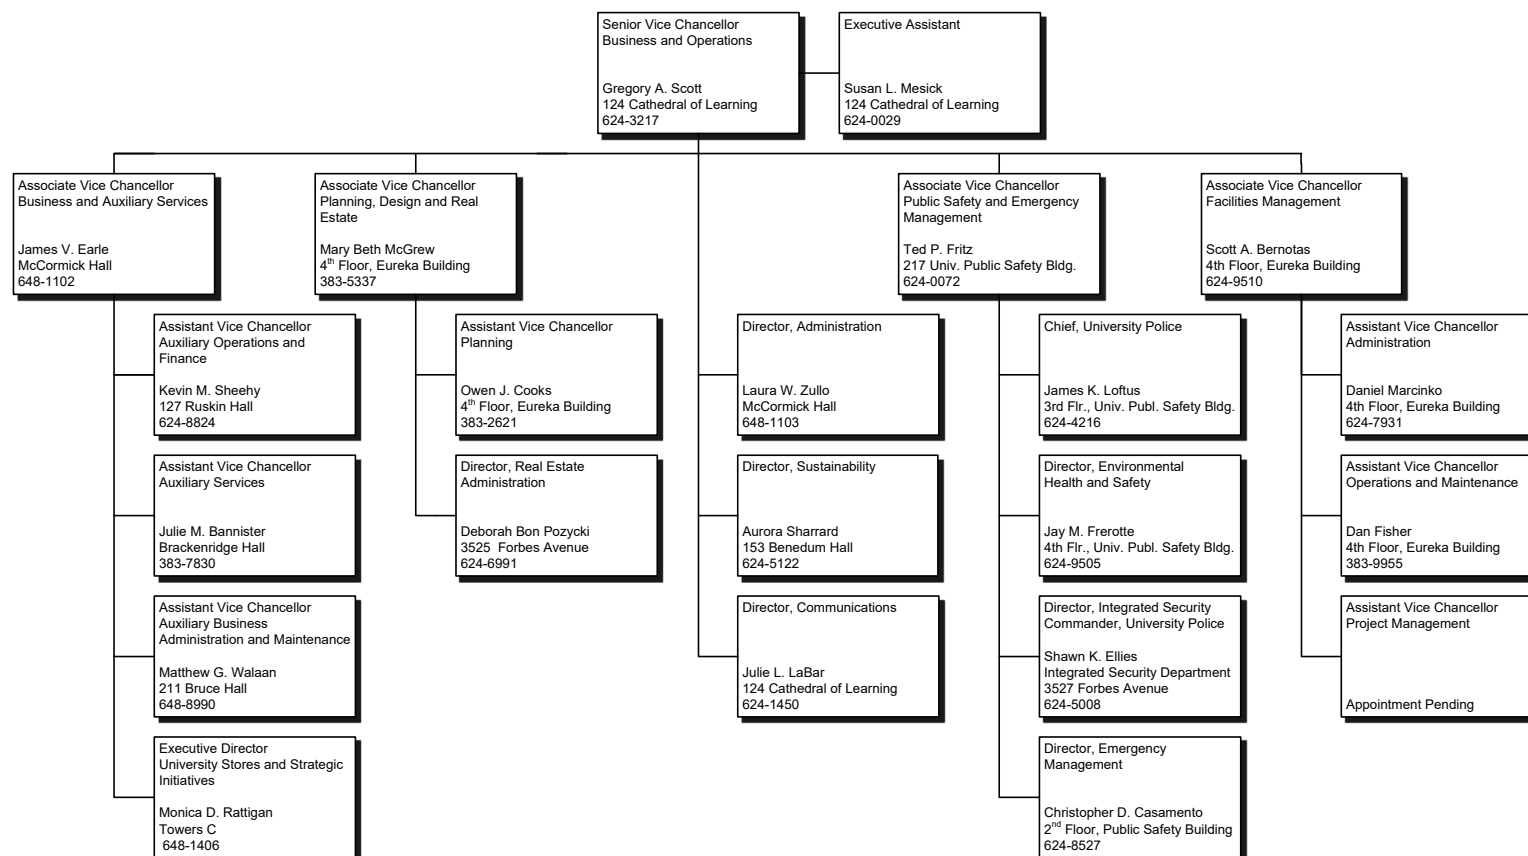 Senior Vice Chancellor
Business and Operations
Gregory A. Scott
124 Cathedral of Learning
624-3217
Executive Assistant
Susan L. Mesick
124 Cathedral of Learning
624-0029
Associate Vice Chancellor
Business and Auxiliary Services
James V. Earle
McCormick Hall
648-1102
Assistant Vice Chancellor
Auxiliary Operations and
Finance
Kevin M. Sheehy
127 Ruskin Hall
624-8824
Assistant Vice Chancellor
Auxiliary Services
Julie M. Bannister
Brackenridge Hall
383-7830
Assistant Vice Chancellor
Auxiliary Business
Administration and Maintenance
Matthew G. Walaan
211 Bruce Hall
648-8990
Executive Director
University Stores and Strategic
Initiatives
Monica D. Rattigan
Towers C
648-1406
Associate Vice Chancellor
Planning, Design and Real
Estate
Mary Beth McGrew
4th Floor, Eureka Building
383-5337
Assistant Vice Chancellor
Planning
Owen J. Cooks
4th Floor, Eureka Building
383-2621
Director, Real Estate
Administration
Deborah Bon Pozycki
3525  Forbes Avenue
624-6991
Director, Administration
Laura W. Zullo
McCormick Hall
648-1103
Director, Sustainability
Aurora Sharrard
153 Benedum Hall
624-5122
Director, Communications
Julie L. LaBar
124 Cathedral of Learning
624-1450
Associate Vice Chancellor
Public Safety and Emergency
Management
Ted P. Fritz
217 Univ. Public Safety Bldg.
624-0072
Chief, University Police
James K. Loftus
3rd Flr., Univ. Publ. Safety Bldg.
624-4216
Director, Environmental
Health and Safety
Jay M. Frerotte
4th Flr., Univ. Publ. Safety Bldg.
624-9505
Director, Integrated Security
Commander, University Police
Shawn K. Ellies
Integrated Security Department
3527 Forbes Avenue
624-5008
Director, Emergency
Management
Christopher D. Casamento
2nd Floor, Public Safety Building
624-8527
Associate Vice Chancellor
Facilities Management
Scott A. Bernotas
4th Floor, Eureka Building
624-9510
Assistant Vice Chancellor
Administration
Daniel Marcinko
4th Floor, Eureka Building
624-7931
Assistant Vice Chancellor
Operations and Maintenance
Dan Fisher
4th Floor, Eureka Building
383-9955
Assistant Vice Chancellor
Project Management
Appointment Pending